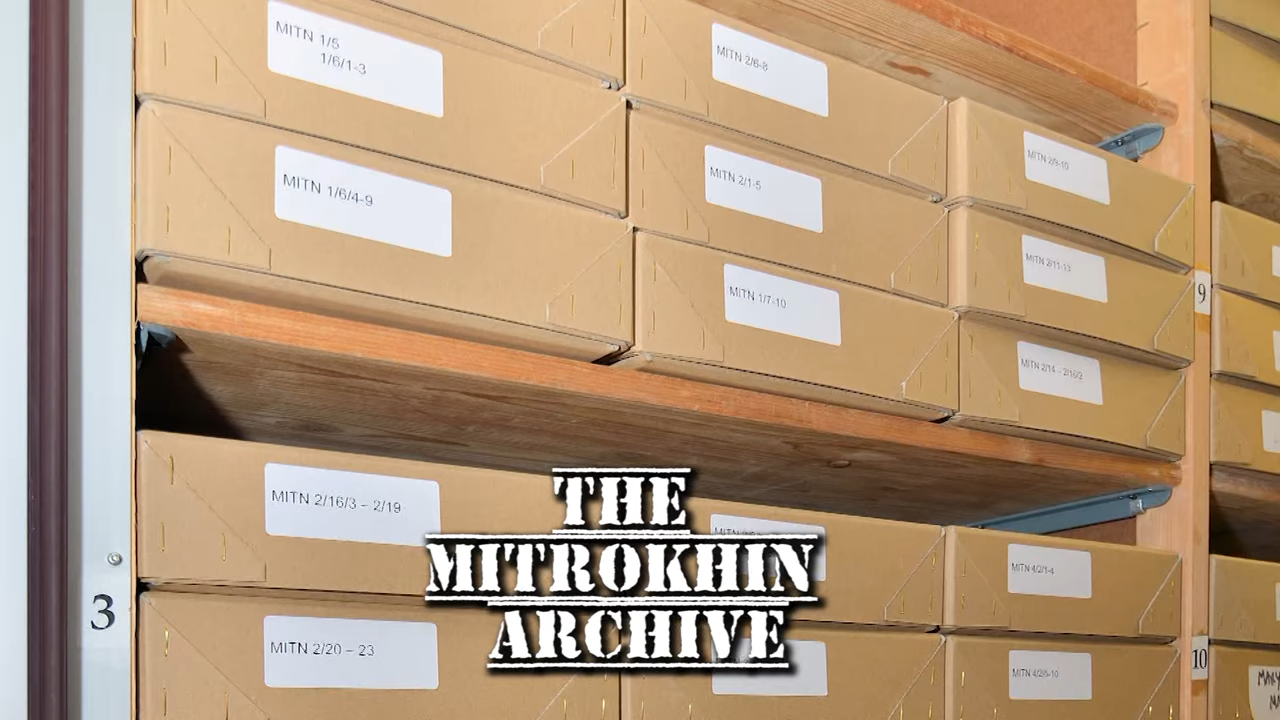 MITN 1/5
1/6/1-3
MITN 2/6-8
MITN 2/9-10
MITN 1/6/4-9
MITN 2/1-5
MITN 2/11-13
MITN 1/7-10
MITN 2/14 - 2/16/2
9
MITN 2/16/3 - 2/19
MITN 4/2/1-4
MITN 2/20 - 23
MITN 4/2/5-10
3
10
THE
MITROKHIN
ARCHIVE